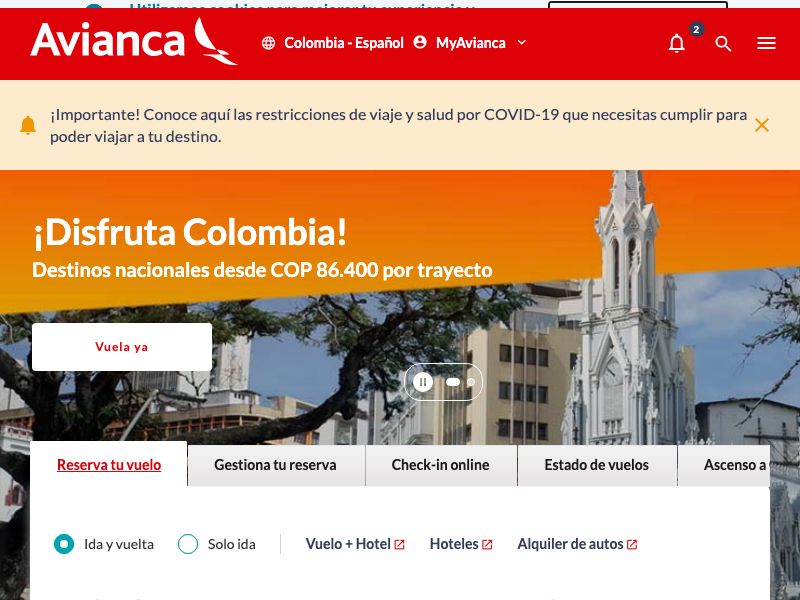 Avianca
Colombia - Español
MyAvianca
2
¡Importante! Conoce aquí las restricciones de viaje y salud por COVID-19 que necesitas cumplir para
poder viajar a tu destino.
¡Disfruta Colombia!
Destinos nacionales desde COP 86.400 por trayecto
Vuela ya
Reserva tu vuelo
Gestiona tu reserva
Check-in online
Estado de vuelos
Ascenso a
Ida y vuelta
Solo ida
Vuelo + Hotel
Hoteles
Alquiler de autos